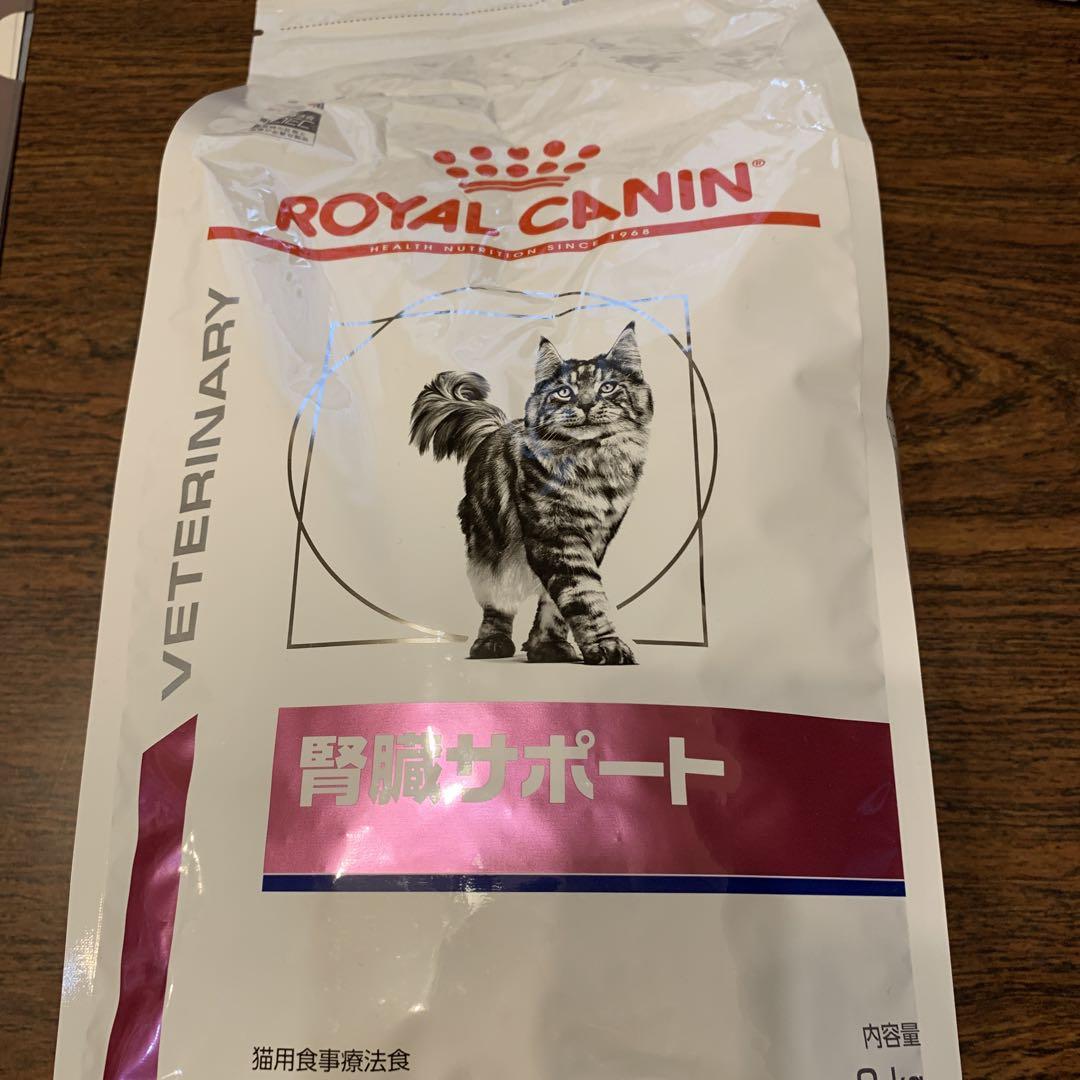 ROYAL CANIN®
HEALTH NUTRITION SINCE 1968
VETERINARY
腎臓サポート
猫用食事療法食
内容量
kg